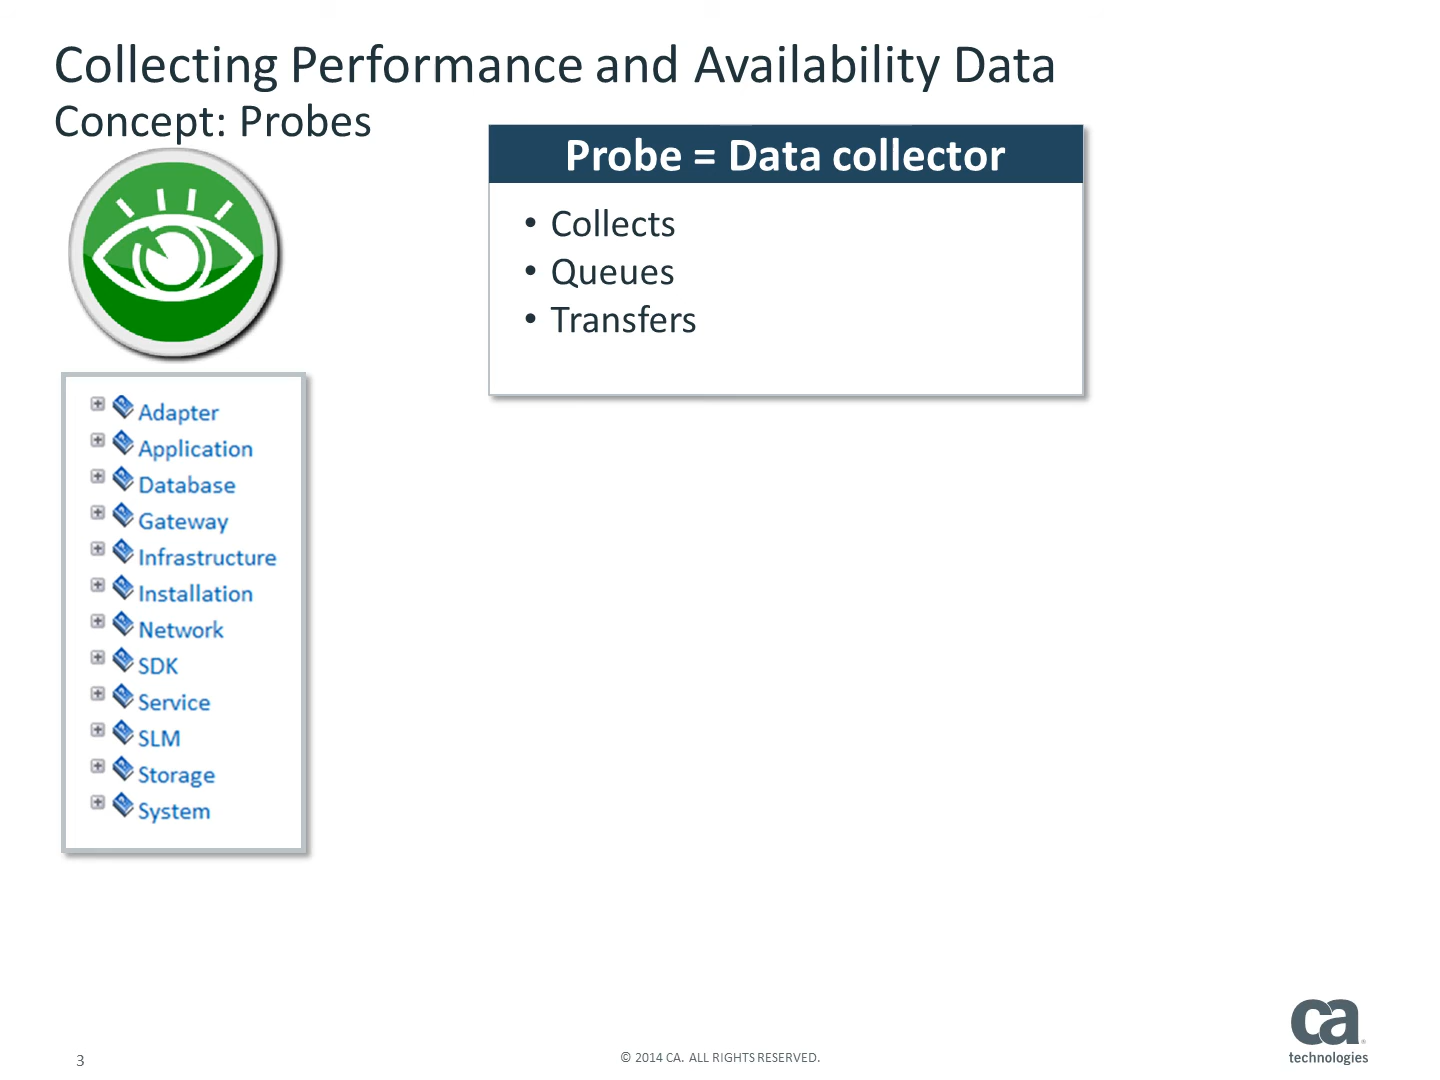 Collecting Performance and Availability Data
Concept: Probes
Probe = Data collector
• Collects
• Queues
• Transfers
Adapter
Application
Database
Gateway
Infrastructure
Installation
Network
SDK
Service
SLM
Storage
System
3
© 2014 CA. ALL RIGHTS RESERVED.
ca
technologies